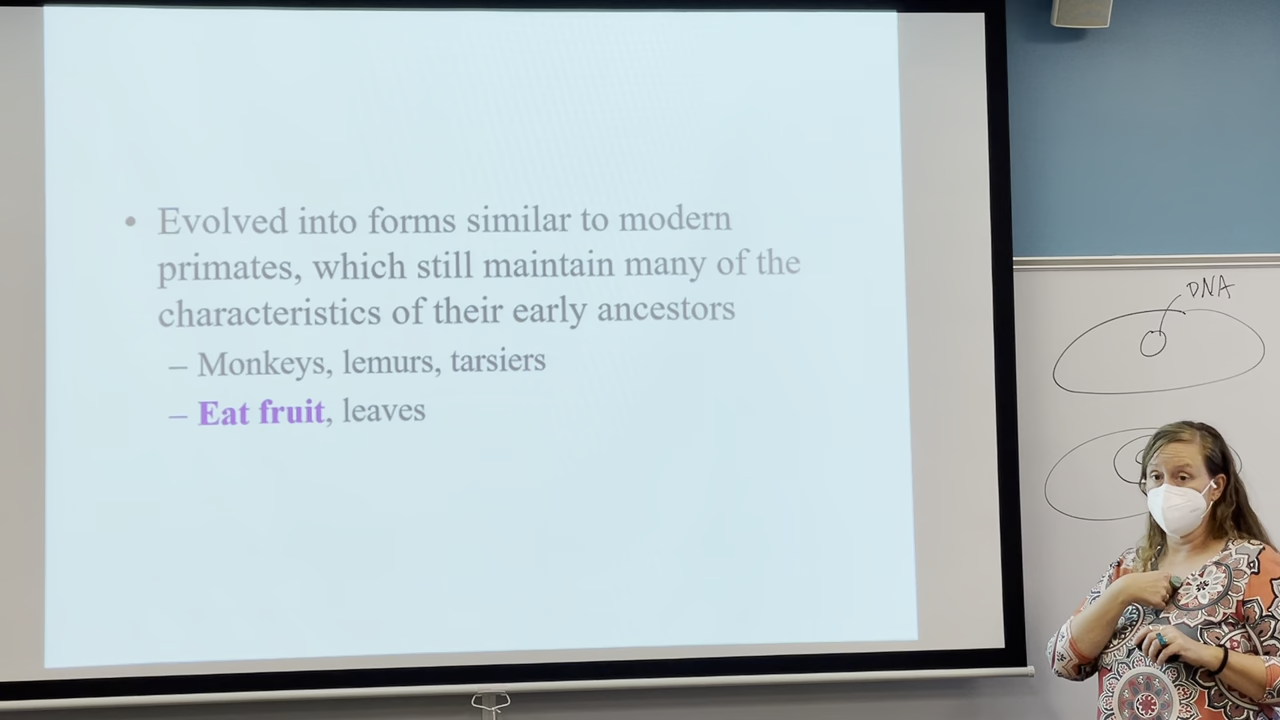 • Evolved into forms similar to modern
primates, which still maintain many of the
characteristics of their early ancestors
– Monkeys, lemurs, tarsiers
– Eat fruit, leaves
DNA